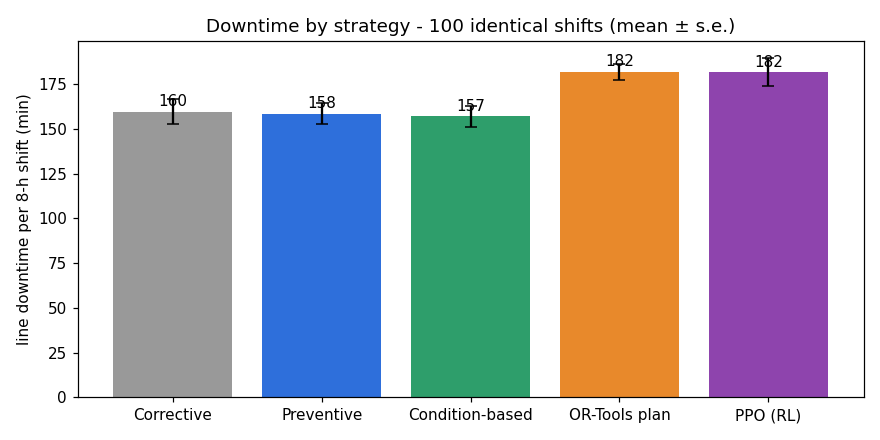 Downtime by strategy - 100 identical shifts (mean ± s.e.)
line downtime per 8-h shift (min)
175
150
125
100
75
50
25
0
160
158
157
182
182
Corrective
Preventive
Condition-based
OR-Tools plan
PPO (RL)